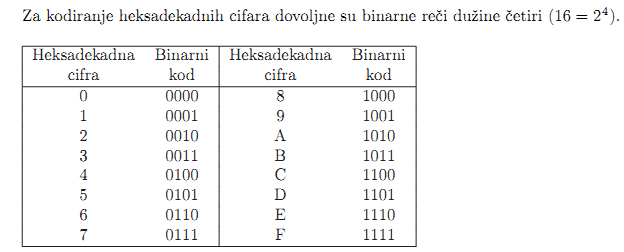 Za kodiranje heksadekadnih cifara dovoljne su binarne reči dužine četiri (16 = 2⁴).
Heksadekadna Binarni Heksadekadna Binarni
cifra kod cifra kod
0 0000 8 1000
1 0001 9 1001
2 0010 A 1010
3 0011 B 1011
4 0100 C 1100
5 0101 D 1101
6 0110 E 1110
7 0111 F 1111